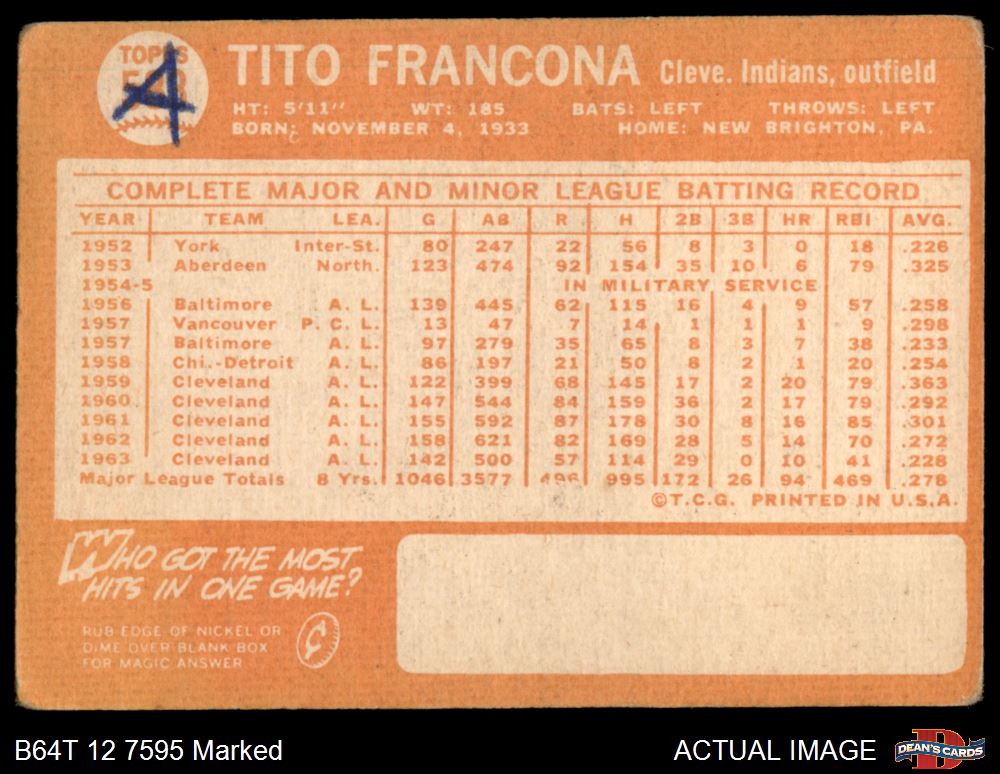 TOPPS
A
TITO FRANCONA Cleve. Indians, outfield
HT: 5'11" WT: 185 BATS: LEFT THROWS: LEFT
BORN: NOVEMBER 4, 1933 HOME: NEW BRIGHTON, PA.
COMPLETE MAJOR AND MINOR LEAGUE BATTING RECORD
YEAR TEAM LEA. G AB R H 2B 3B HR RBI AVG.
1952 York Inter-St. 80 247 22 56 8 3 0 18 .226
1953 Aberdeen North. 123 474 92 154 35 10 6 79 .325
1954-5 IN MILITARY SERVICE
1956 Baltimore A. L. 139 445 62 115 16 4 9 57 .258
1957 Vancouver P. C. L. 13 47 7 14 1 1 1 9 .298
1957 Baltimore A. L. 97 279 35 65 8 3 7 38 .233
1958 Chi.-Detroit A. L. 86 197 21 50 8 2 1 20 .254
1959 Cleveland A. L. 122 399 68 145 17 2 20 79 .363
1960 Cleveland A. L. 147 544 84 159 36 2 17 79 .292
1961 Cleveland A. L. 155 592 87 178 30 8 16 85 .301
1962 Cleveland A. L. 158 621 82 169 28 5 14 70 .272
1963 Cleveland A. L. 142 500 57 114 29 0 10 41 .228
Major League Totals 8 Yrs. 1046 3577 496 995 172 26 94 469 .278
©T.C.G. PRINTED IN U.S.A.
WHO GOT THE MOST
HITS IN ONE GAME?
RUB EDGE OF NICKEL OR
DIME OVER BLANK BOX
FOR MAGIC ANSWER
¢
B64T 12 7595 Marked ACTUAL IMAGE DEAN'S CARDS